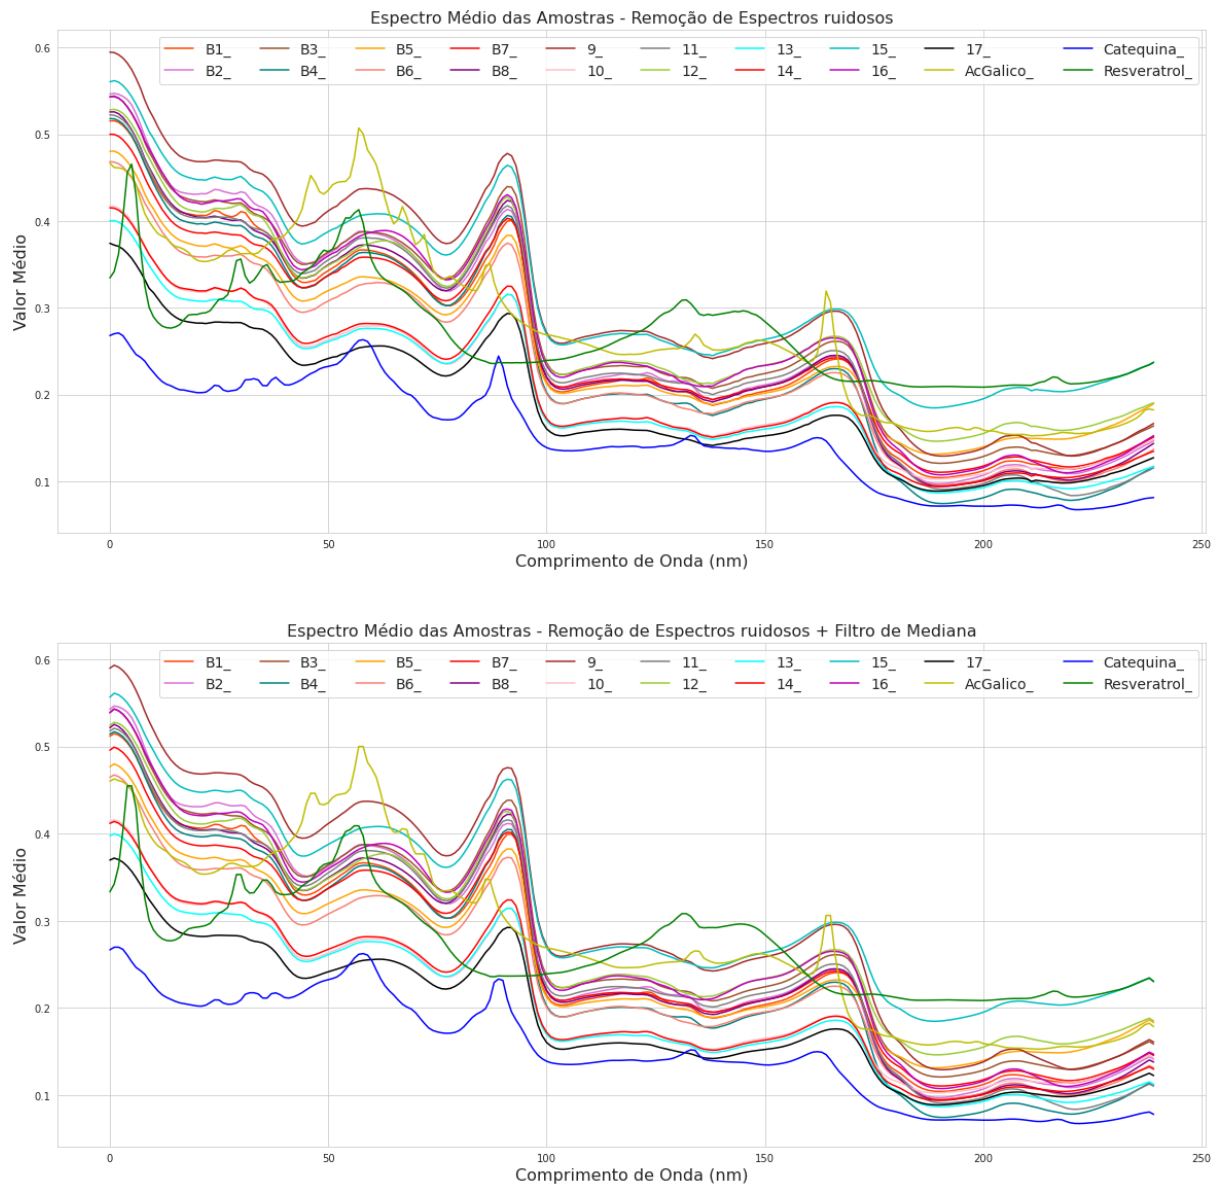 Espectro Médio das Amostras - Remoção de Espectros ruidosos
B1_ B3_ B5_ B7_ 9_ 11_ 13_ 15_ 17_ Catequina_
B2_ B4_ B6_ B8_ 10_ 12_ 14_ 16_ AcGalico_ Resveratrol_
0.6
0.5
0.4
0.3
0.2
0.1
Valor Médio
0 50 100 150 200 250
Comprimento de Onda (nm)
Espectro Médio das Amostras - Remoção de Espectros ruidosos + Filtro de Mediana
B1_ B3_ B5_ B7_ 9_ 11_ 13_ 15_ 17_ Catequina_
B2_ B4_ B6_ B8_ 10_ 12_ 14_ 16_ AcGalico_ Resveratrol_
0.6
0.5
0.4
0.3
0.2
0.1
Valor Médio
0 50 100 150 200 250
Comprimento de Onda (nm)